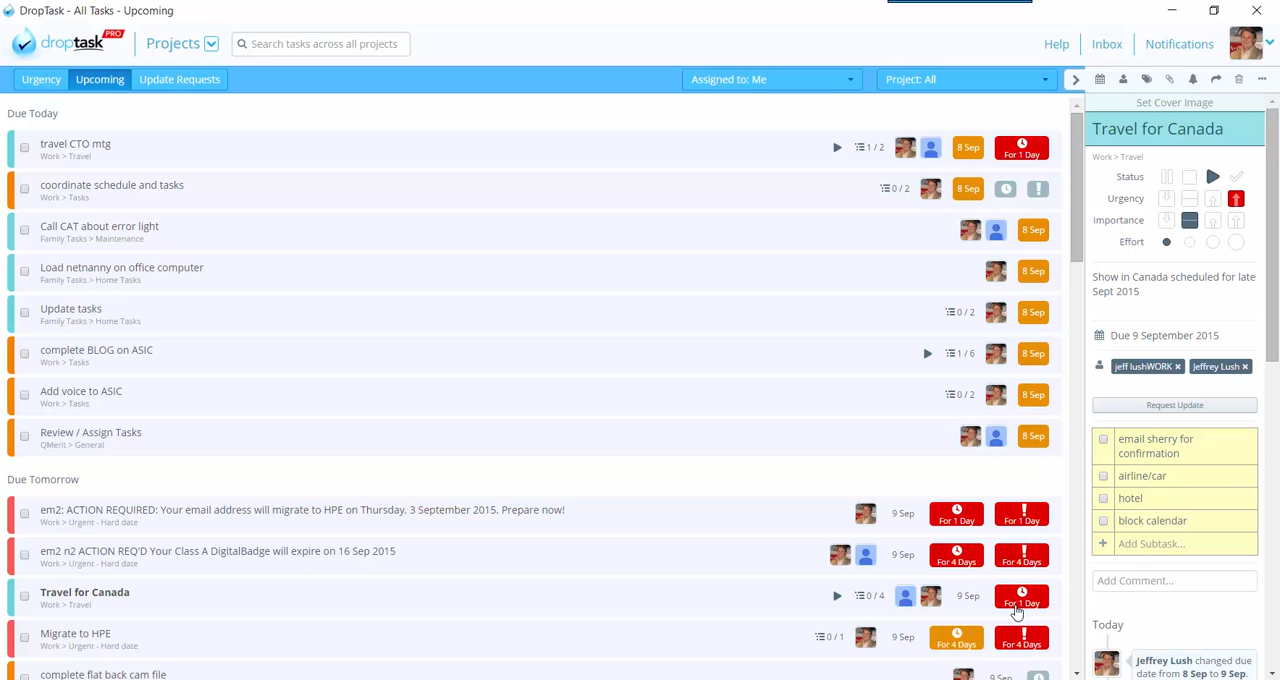 DropTask - All Tasks - Upcoming
droptask PRO
Projects
Search tasks across all projects
Help
Inbox
Notifications
Urgency
Upcoming
Update Requests
Assigned to: Me
Project: All
Due Today
travel CTO mtg
Work > Travel
1 / 2
8 Sep
For 1 Day
coordinate schedule and tasks
Work > Tasks
0 / 2
8 Sep
Call CAT about error light
Family Tasks > Maintenance
8 Sep
Load netnanny on office computer
Family Tasks > Home Tasks
8 Sep
Update tasks
Family Tasks > Home Tasks
0 / 2
8 Sep
complete BLOG on ASIC
Work > Tasks
1 / 6
8 Sep
Add voice to ASIC
Work > Tasks
0 / 2
8 Sep
Review / Assign Tasks
QMerit > General
8 Sep
Due Tomorrow
em2: ACTION REQUIRED: Your email address will migrate to HPE on Thursday, 3 September 2015. Prepare now!
Work > Urgent - Hard date
9 Sep
For 1 Day
For 1 Day
em2 n2 ACTION REQ'D Your Class A DigitalBadge will expire on 16 Sep 2015
Work > Urgent - Hard date
9 Sep
For 4 Days
For 4 Days
Travel for Canada
Work > Travel
0 / 4
9 Sep
For 1 Day
Migrate to HPE
Work > Urgent - Hard date
0 / 1
9 Sep
For 4 Days
For 4 Days
complete flat back cam file
9 Sep
Set Cover Image
Travel for Canada
Work > Travel
Status
Urgency
Importance
Effort
Show in Canada scheduled for late
Sept 2015
Due 9 September 2015
jeff lushWORK ×
Jeffrey Lush ×
Request Update
email sherry for
confirmation
airline/car
hotel
block calendar
+ Add Subtask...
Add Comment...
Today
Jeffrey Lush changed due
date from 8 Sep to 9 Sep.